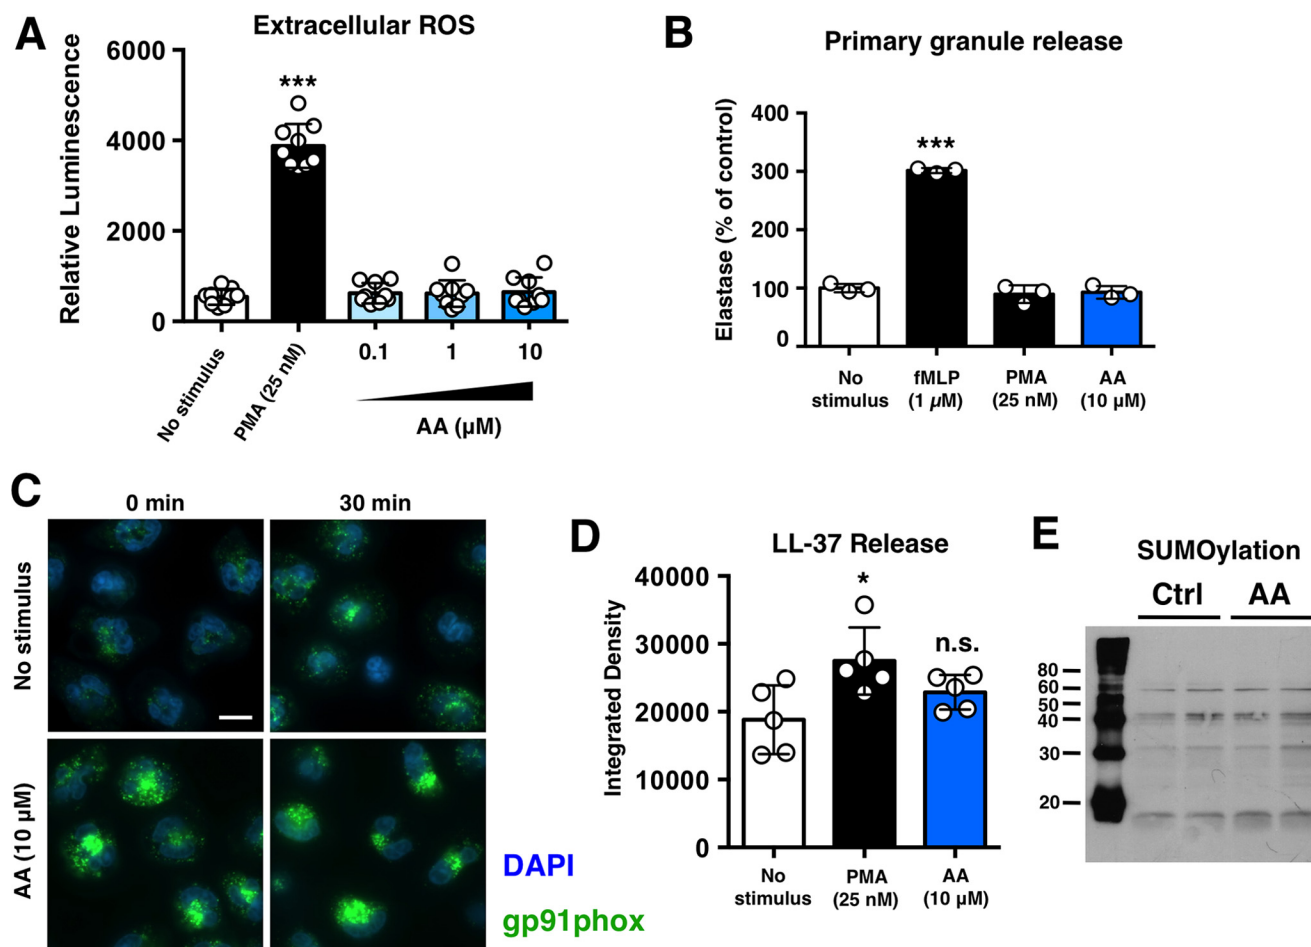 A
Extracellular ROS
Relative Luminescence
6000
4000
2000
0
***
No stimulus
PMA (25 nM)
0.1
1
10
AA (µM)
B
Primary granule release
Elastase (% of control)
400
300
200
100
0
***
No
stimulus
fMLP
(1 µM)
PMA
(25 nM)
AA
(10 µM)
C
0 min
30 min
No stimulus
AA (10 µM)
DAPI
gp91phox
D
LL-37 Release
Integrated Density
40000
30000
20000
10000
0
*
n.s.
No
stimulus
PMA
(25 nM)
AA
(10 µM)
E
SUMOylation
Ctrl
AA
80
60
50
40
30
20